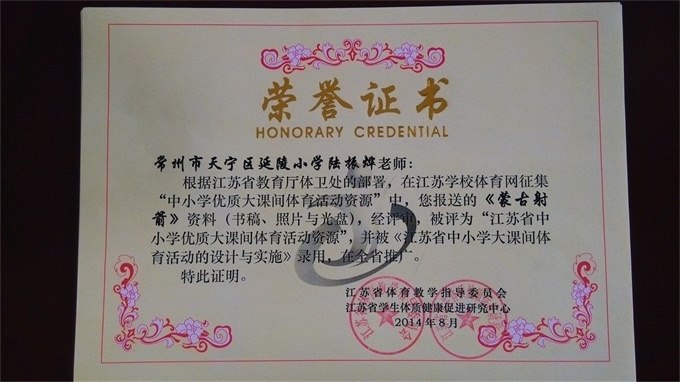 荣誉证书
HONORARY CREDENTIAL
常州市天宁区延陵小学陆振烨老师：
根据江苏省教育厅体卫处的部署，在江苏学校体育网征集
“中小学优质大课间体育活动资源”中，您报送的《蒙古射
箭》资料（书稿、照片与光盘），经评审，被评为“江苏省中
小学优质大课间体育活动资源”，并被《江苏省中小学大课间体
育活动的设计与实施》录用，在全省推广。
特此证明。
江苏省体育教学指导委员会
江苏省学生体质健康促进研究中心
2014年8月